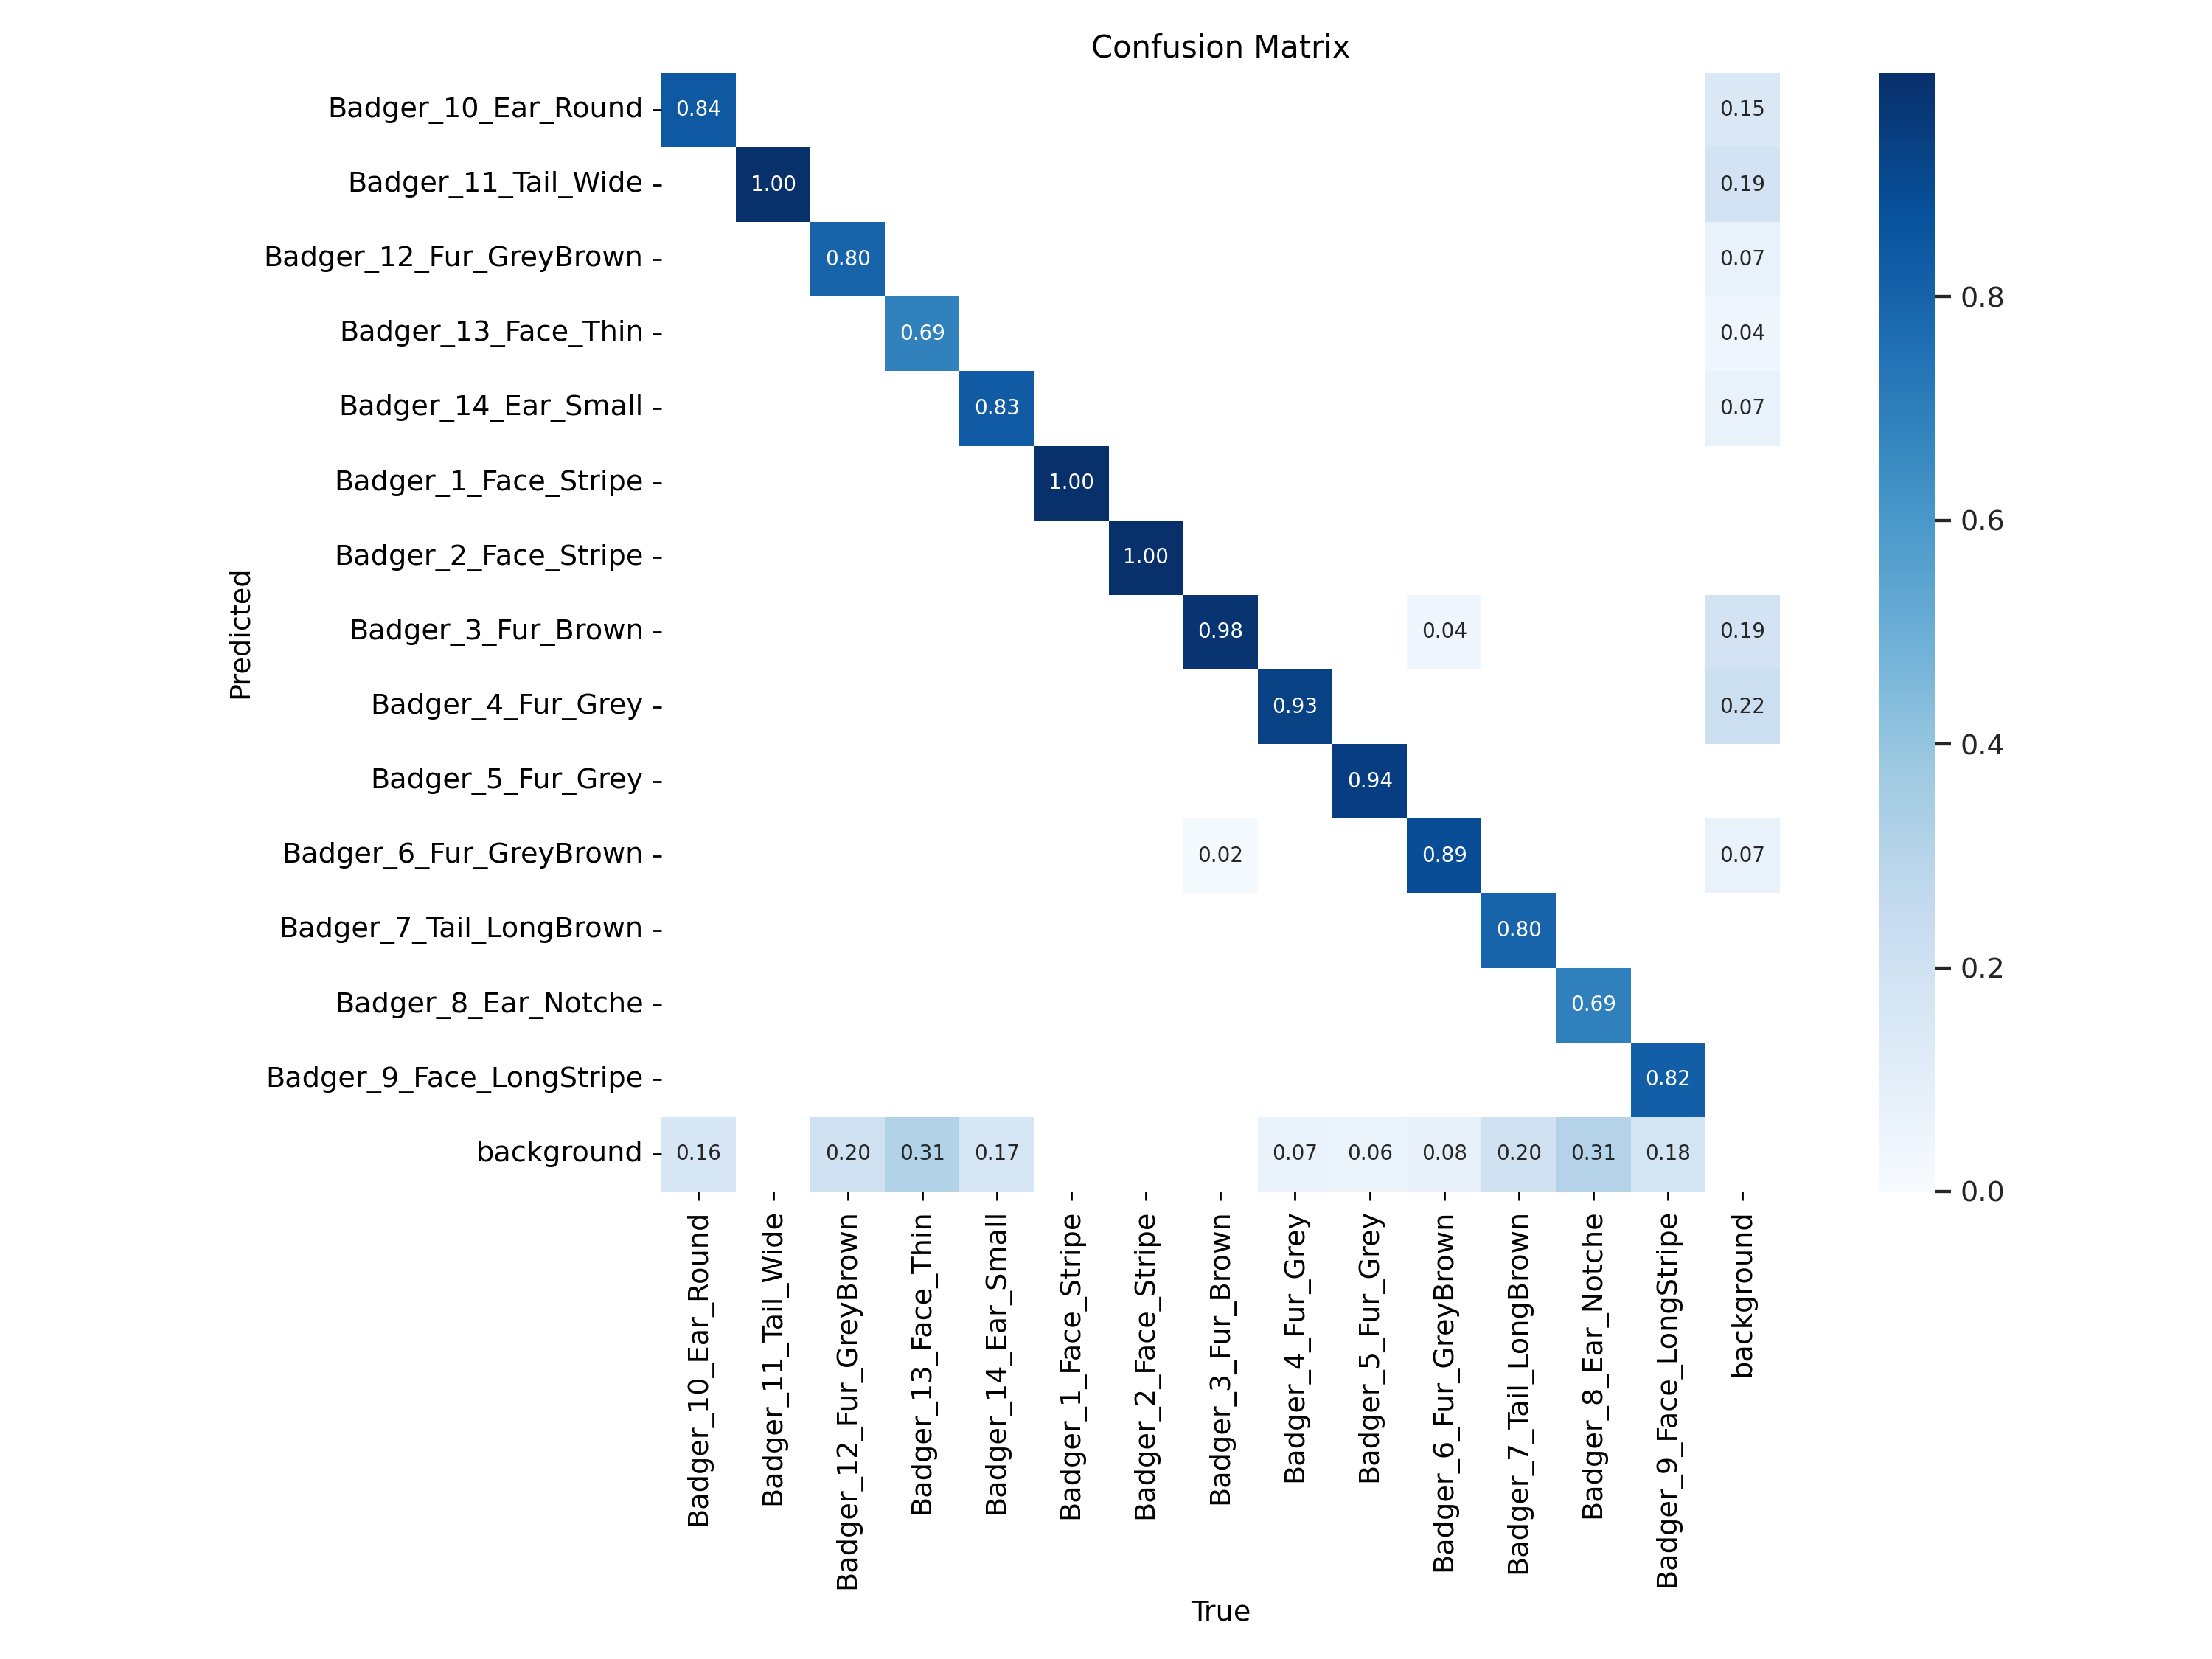 Confusion Matrix
Badger_10_Ear_Round 0.84 0.15
Badger_11_Tail_Wide 1.00 0.19
Badger_12_Fur_GreyBrown 0.80 0.07
Badger_13_Face_Thin 0.69 0.04
Badger_14_Ear_Small 0.83 0.07
Badger_1_Face_Stripe 1.00
Badger_2_Face_Stripe 1.00
Badger_3_Fur_Brown 0.98 0.04 0.19
Badger_4_Fur_Grey 0.93 0.22
Badger_5_Fur_Grey 0.94
Badger_6_Fur_GreyBrown 0.02 0.89 0.07
Badger_7_Tail_LongBrown 0.80
Badger_8_Ear_Notche 0.69
Badger_9_Face_LongStripe 0.82
background 0.16 0.20 0.31 0.17 0.07 0.06 0.08 0.20 0.31 0.18
Predicted
Badger_10_Ear_Round
Badger_11_Tail_Wide
Badger_12_Fur_GreyBrown
Badger_13_Face_Thin
Badger_14_Ear_Small
Badger_1_Face_Stripe
Badger_2_Face_Stripe
Badger_3_Fur_Brown
Badger_4_Fur_Grey
Badger_5_Fur_Grey
Badger_6_Fur_GreyBrown
Badger_7_Tail_LongBrown
Badger_8_Ear_Notche
Badger_9_Face_LongStripe
background
True
0.8
0.6
0.4
0.2
0.0